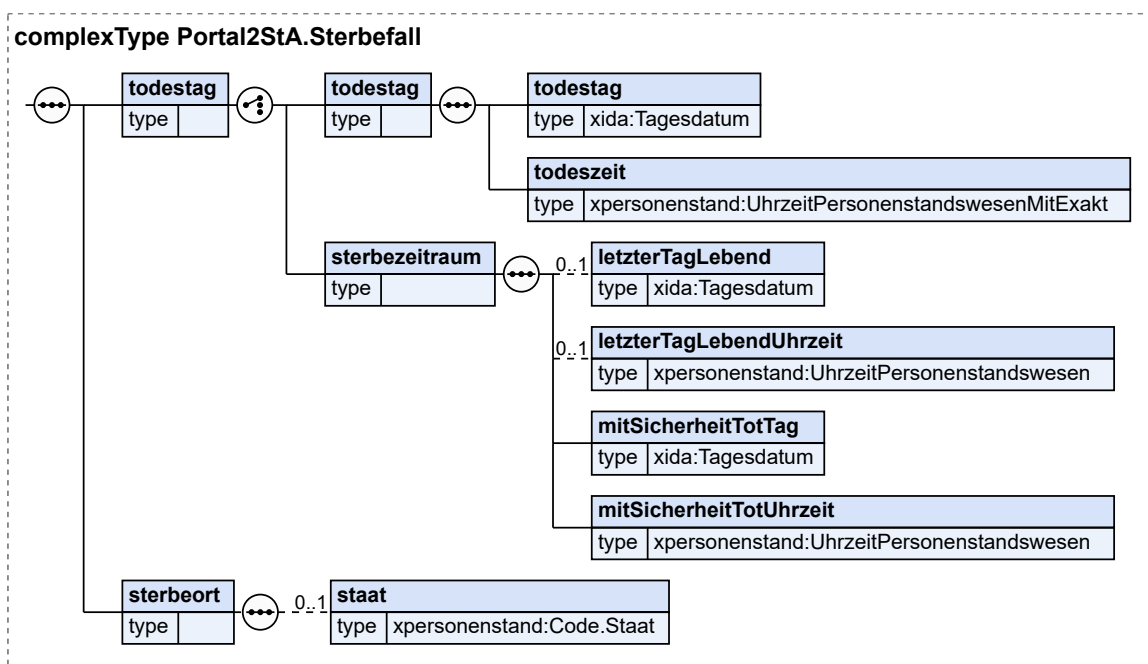 complexType Portal2StA.Sterbefall
todestag
type
todestag
type
todestag
type xida:Tagesdatum
todeszeit
type xpersonenstand:UhrzeitPersonenstandswesenMitExakt
sterbezeitraum
type
0..1
letzterTagLebend
type xida:Tagesdatum
0..1
letzterTagLebendUhrzeit
type xpersonenstand:UhrzeitPersonenstandswesen
mitSicherheitTotTag
type xida:Tagesdatum
mitSicherheitTotUhrzeit
type xpersonenstand:UhrzeitPersonenstandswesen
sterbeort
type
0..1
staat
type xpersonenstand:Code.Staat